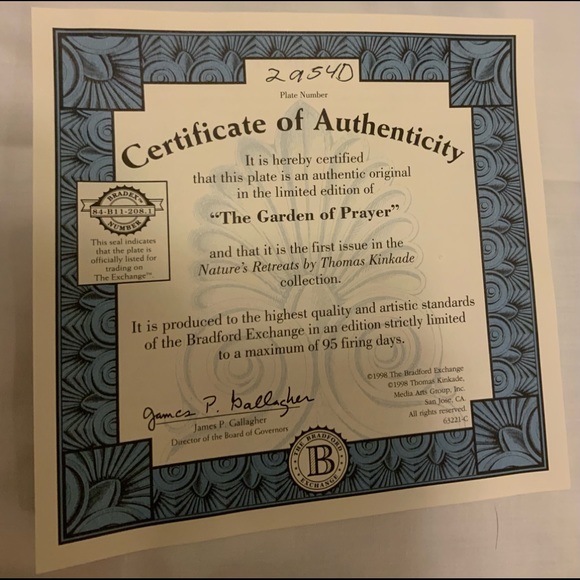 2954D
Plate Number
Certificate of Authenticity
It is hereby certified
that this plate is an authentic original
in the limited edition of
“The Garden of Prayer”
and that it is the first issue in the
Nature's Retreats by Thomas Kinkade
collection.
It is produced to the highest quality and artistic standards
of the Bradford Exchange in an edition strictly limited
to a maximum of 95 firing days.
BRADEX
84-B11-208.1
NUMBER
This seal indicates
that the plate is
officially listed for
trading on
The Exchange™
James P. Gallagher
James P. Gallagher
Director of the Board of Governors
©1998 The Bradford Exchange
©1998 Thomas Kinkade,
Media Arts Group, Inc.
San Jose, CA
All rights reserved.
63221-C
THE BRADFORD
B
EXCHANGE